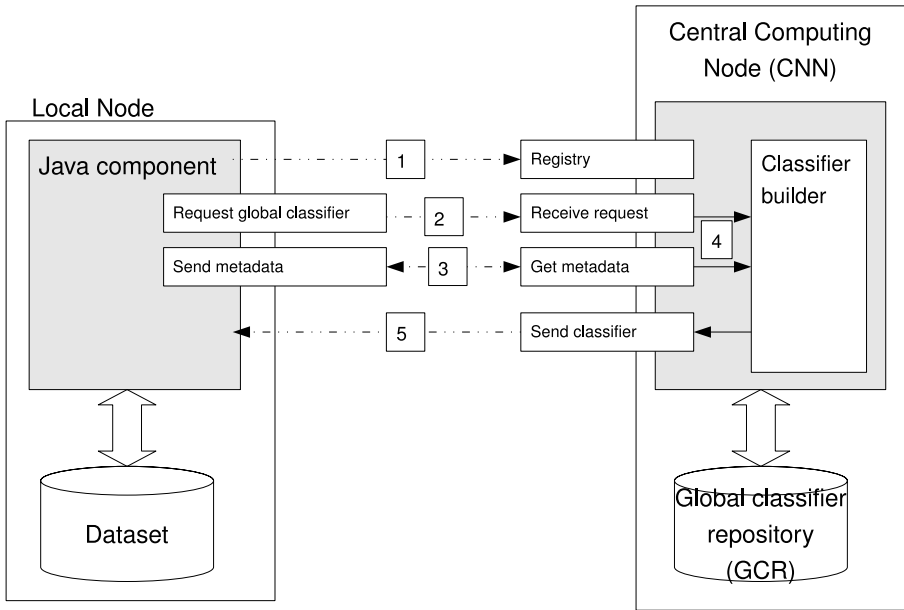 Central Computing
Node (CNN)
Local Node
Java component
1
Registry
Classifier
builder
Request global classifier
2
Receive request
4
Send metadata
3
Get metadata
5
Send classifier
Dataset
Global classifier
repository
(GCR)